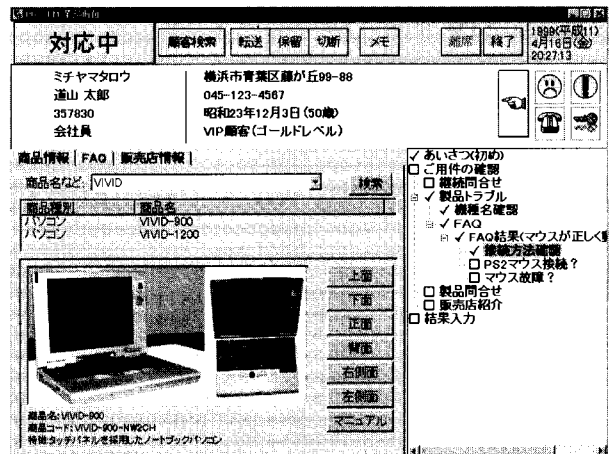 対応中 顧客検索 転送 保留 切断 メモ 離席 終了 1999(平成11)
4月16日(金)
20:27:13
ミチヤマタロウ 横浜市青葉区藤が丘99-88
道山 太郎 045-123-4567
357830 昭和23年12月3日(50歳)
会社員 VIP顧客(ゴールドレベル)
商品情報 FAQ 販売店情報
商品名など: VIVID 検索
商品種別 商品名
パソコン VIVID-900
パソコン VIVID-1200
上面
下面
正面
背面
右側面
左側面
マニュアル
商品名: VIVID-900
商品コード: VIVID-900-NW2CH
特徴:タッチパネルを採用したノートブックパソコン
あいさつ(初め)
ご用件の確認
継続問合せ
製品トラブル
機種名確認
FAQ
FAQ結果(マウスが正しく動
接続方法確認
PS2マウス接続?
マウス故障?
製品問合せ
販売店紹介
結果入力